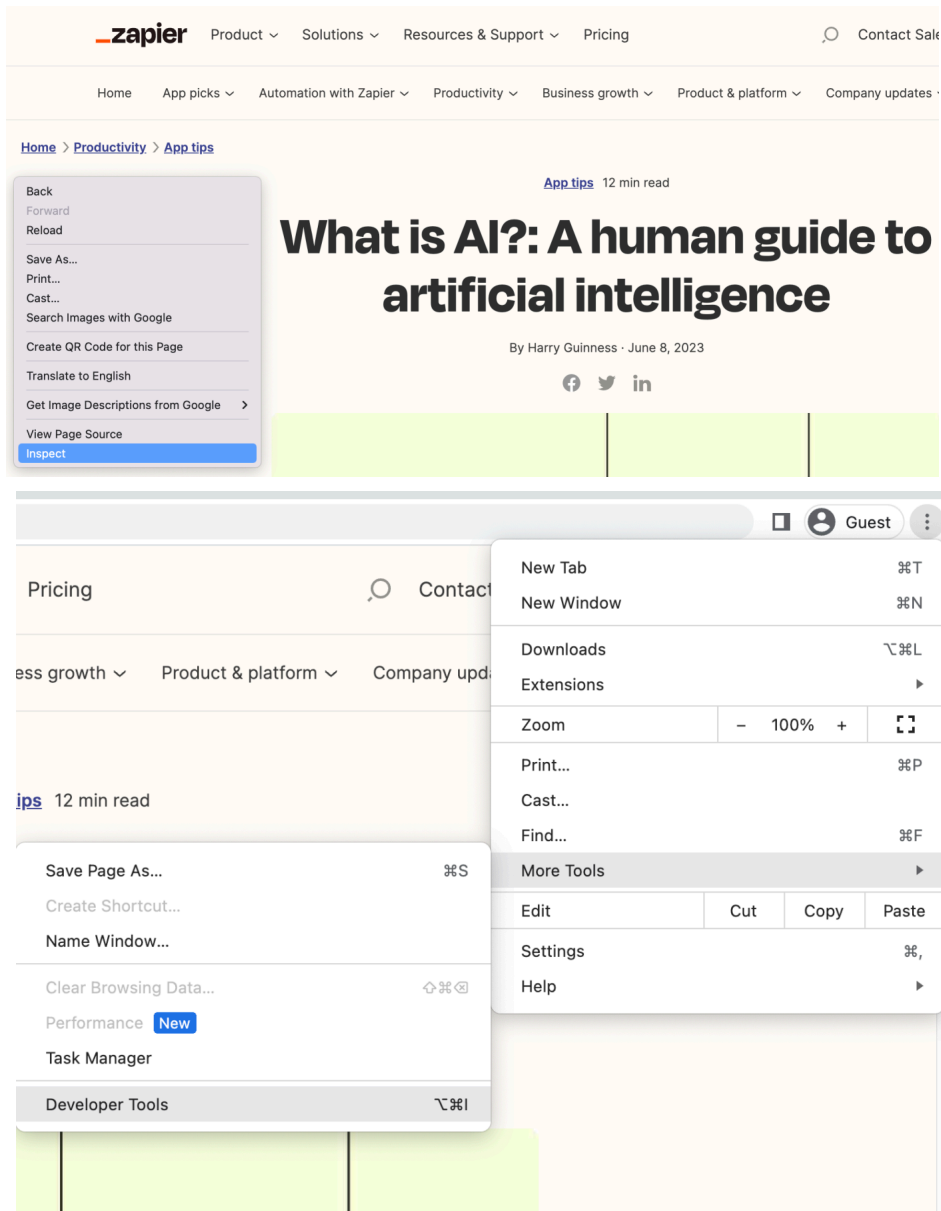 zapier Product Solutions Resources & Support Pricing Contact Sale
Home App picks Automation with Zapier Productivity Business growth Product & platform Company updates
Home > Productivity > App tips
App tips 12 min read
What is AI?: A human guide to
artificial intelligence
By Harry Guinness · June 8, 2023
Back
Forward
Reload
Save As...
Print...
Cast...
Search Images with Google
Create QR Code for this Page
Translate to English
Get Image Descriptions from Google
View Page Source
Inspect
Guest
Pricing Contact
ess growth Product & platform Company upda
ips 12 min read
New Tab ⌘T
New Window ⌘N
Downloads ⌥⌘L
Extensions
Zoom - 100% +
Print... ⌘P
Cast...
Find... ⌘F
More Tools
Edit Cut Copy Paste
Settings ⌘,
Help
Save Page As... ⌘S
Create Shortcut...
Name Window...
Clear Browsing Data... ⇧⌘⌫
Performance New
Task Manager
Developer Tools ⌥⌘I